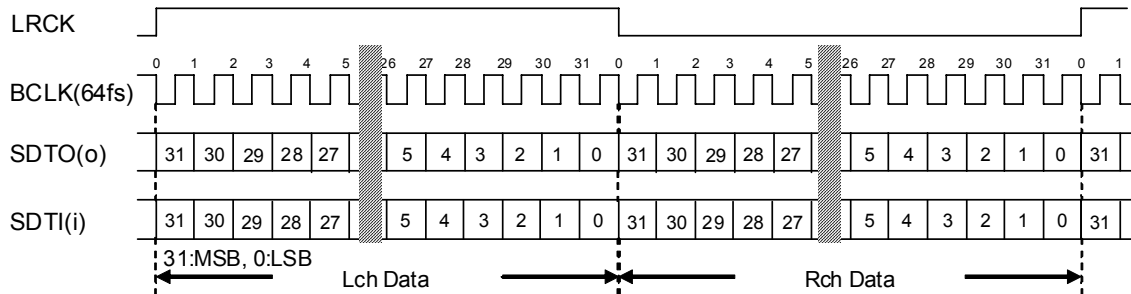 LRCK
0 1 2 3 4 5 26 27 28 29 30 31 0 1 2 3 4 5 26 27 28 29 30 31 0 1
BCLK(64fs)
SDTO(o) 31 30 29 28 27 5 4 3 2 1 0 31 30 29 28 27 5 4 3 2 1 0 31
SDTI(i) 31 30 29 28 27 5 4 3 2 1 0 31 30 29 28 27 5 4 3 2 1 0 31
31:MSB, 0:LSB
Lch Data Rch Data